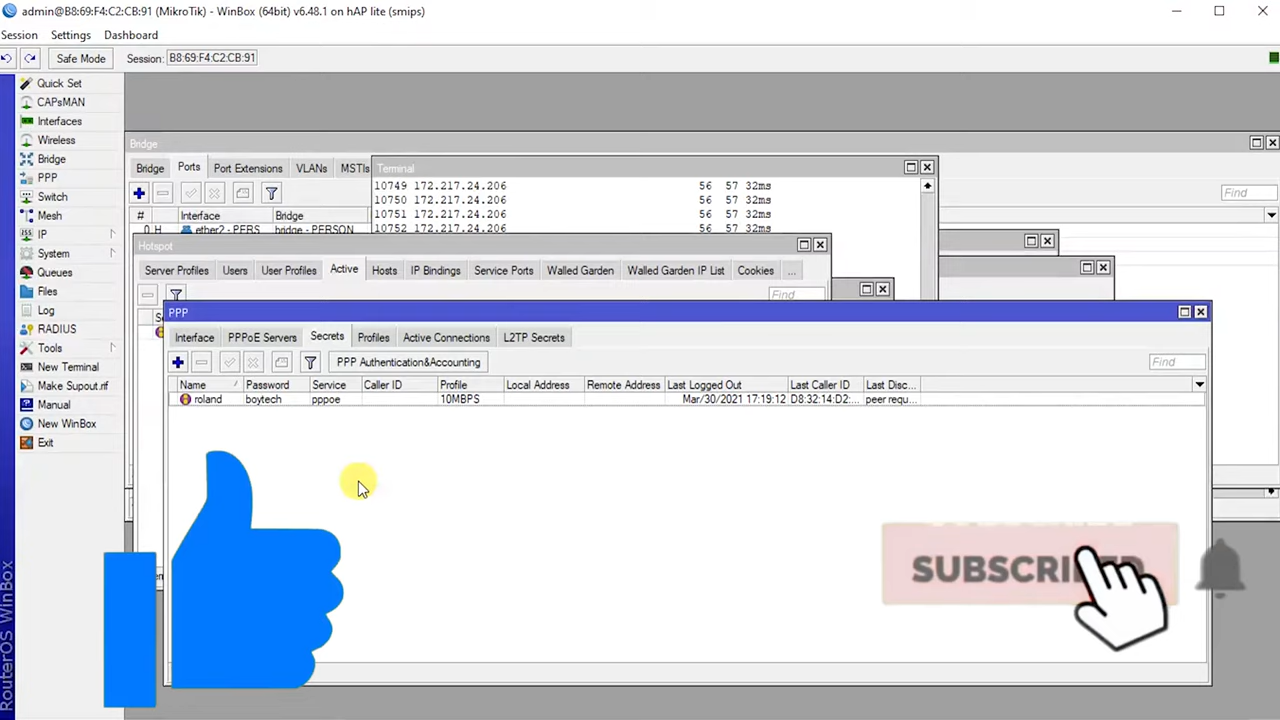 admin@B8:69:F4:C2:CB:91 (MikroTik) - WinBox (64bit) v6.48.1 on hAP lite (smips)
Session Settings Dashboard
Safe Mode Session: B8:69:F4:C2:CB:91
Quick Set
CAPsMAN
Interfaces
Wireless
Bridge
PPP
Switch
Mesh
IP
System
Queues
Files
Log
RADIUS
Tools
New Terminal
Make Supout.rif
Manual
New WinBox
Exit
RouterOS WinBox
Bridge
Bridge Ports Port Extensions VLANs MSTIs
Find
# Interface Bridge
0 H ether2 - PERS bridge - PERSON
Terminal
10749 172.217.24.206 56 57 32ms
10750 172.217.24.206 56 57 32ms
10751 172.217.24.206 56 57 32ms
10752 172.217.24.206 56 57 32ms
Hotspot
Server Profiles Users User Profiles Active Hosts IP Bindings Service Ports Walled Garden Walled Garden IP List Cookies ...
Find
PPP
Interface PPPoE Servers Secrets Profiles Active Connections L2TP Secrets
PPP Authentication&Accounting Find
Name Password Service Caller ID Profile Local Address Remote Address Last Logged Out Last Caller ID Last Disc...
roland boytech pppoe 10MBPS Mar/30/2021 17:19:12 D8:32:14:D2:... peer requ...
SUBSCRIBED